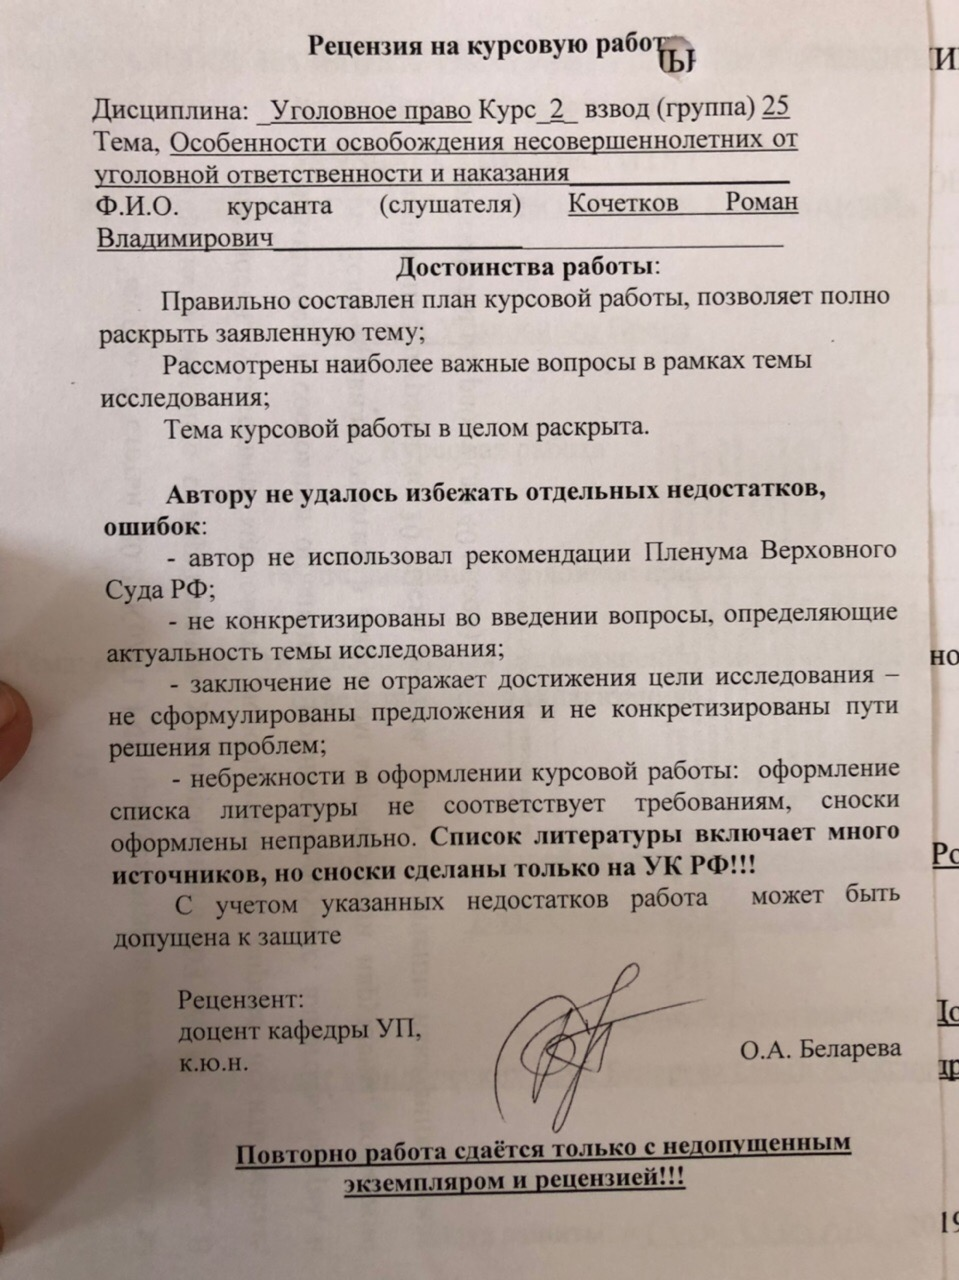 Рецензия на курсовую работы
Дисциплина: _Уголовное право Курс_2_ взвод (группа) 25
Тема, Особенности освобождения несовершеннолетних от
уголовной ответственности и наказания
Ф.И.О. курсанта (слушателя) Кочетков Роман
Владимирович
Достоинства работы:
Правильно составлен план курсовой работы, позволяет полно
раскрыть заявленную тему;
Рассмотрены наиболее важные вопросы в рамках темы
исследования;
Тема курсовой работы в целом раскрыта.
Автору не удалось избежать отдельных недостатков,
ошибок:
- автор не использовал рекомендации Пленума Верховного
Суда РФ;
- не конкретизированы во введении вопросы, определяющие
актуальность темы исследования;
- заключение не отражает достижения цели исследования –
не сформулированы предложения и не конкретизированы пути
решения проблем;
- небрежности в оформлении курсовой работы: оформление
списка литературы не соответствует требованиям, сноски
оформлены неправильно. Список литературы включает много
источников, но сноски сделаны только на УК РФ!!!
С учетом указанных недостатков работа может быть
допущена к защите
Рецензент:
доцент кафедры УП,
к.ю.н.
О.А. Беларева
Повторно работа сдаётся только с недопущенным
экземпляром и рецензией!!!